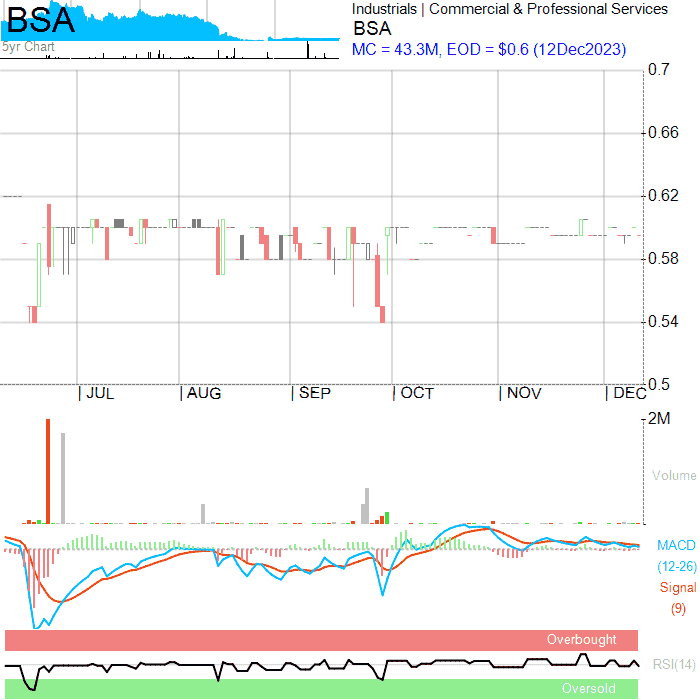 BSA
5yr Chart
Industrials | Commercial & Professional Services
BSA
MC = 43.3M, EOD = $0.6 (12Dec2023)
0.7
0.66
0.62
0.58
0.54
0.5
| JUL | AUG | SEP | OCT | NOV | DEC
2M
Volume
MACD
(12-26)
Signal
(9)
Overbought
RSI(14)
Oversold